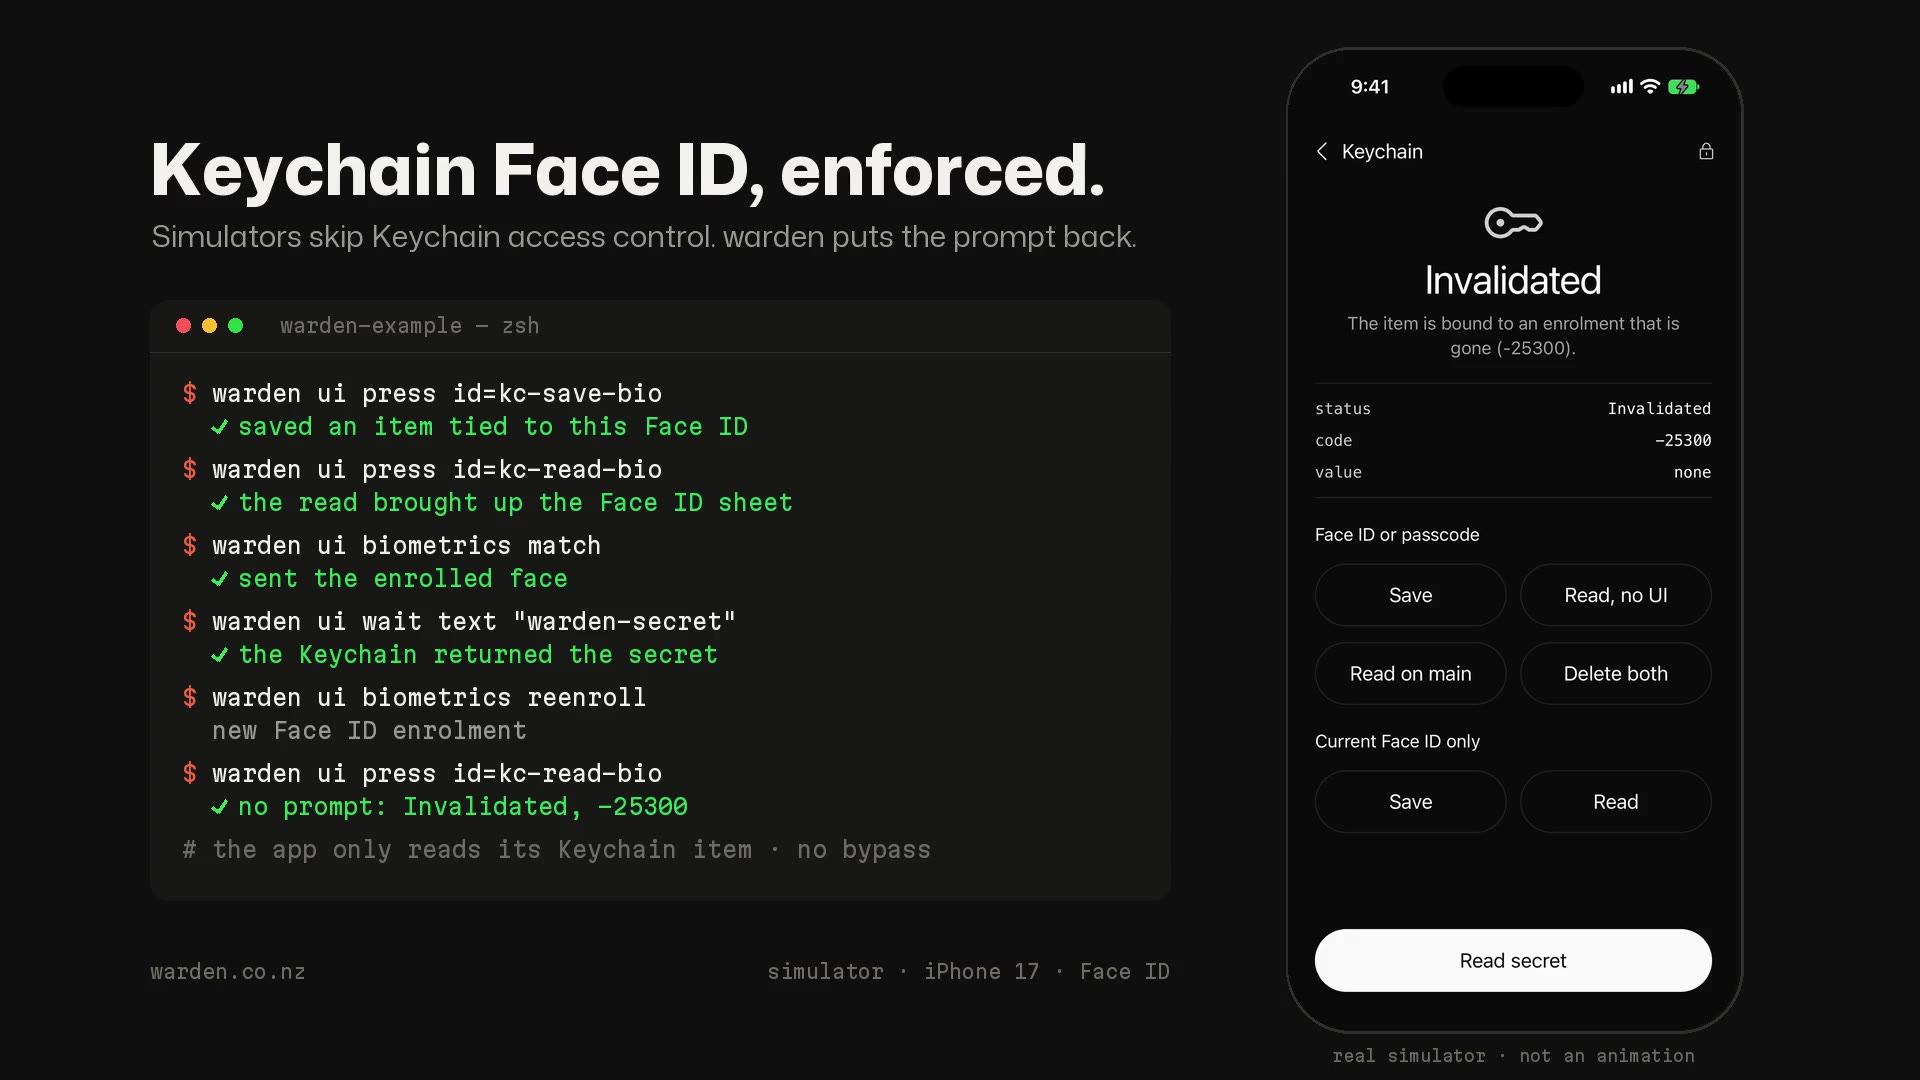 Keychain Face ID, enforced.
Simulators skip Keychain access control. warden puts the prompt back.
warden-example — zsh
$ warden ui press id=kc-save-bio
✓ saved an item tied to this Face ID
$ warden ui press id=kc-read-bio
✓ the read brought up the Face ID sheet
$ warden ui biometrics match
✓ sent the enrolled face
$ warden ui wait text "warden-secret"
✓ the Keychain returned the secret
$ warden ui biometrics reenroll
new Face ID enrolment
$ warden ui press id=kc-read-bio
✓ no prompt: Invalidated, -25300
# the app only reads its Keychain item · no bypass
warden.co.nz
simulator · iPhone 17 · Face ID
9:41
Keychain
Invalidated
The item is bound to an enrolment that is
gone (-25300).
status Invalidated
code -25300
value none
Face ID or passcode
Save
Read, no UI
Read on main
Delete both
Current Face ID only
Save
Read
Read secret
real simulator · not an animation